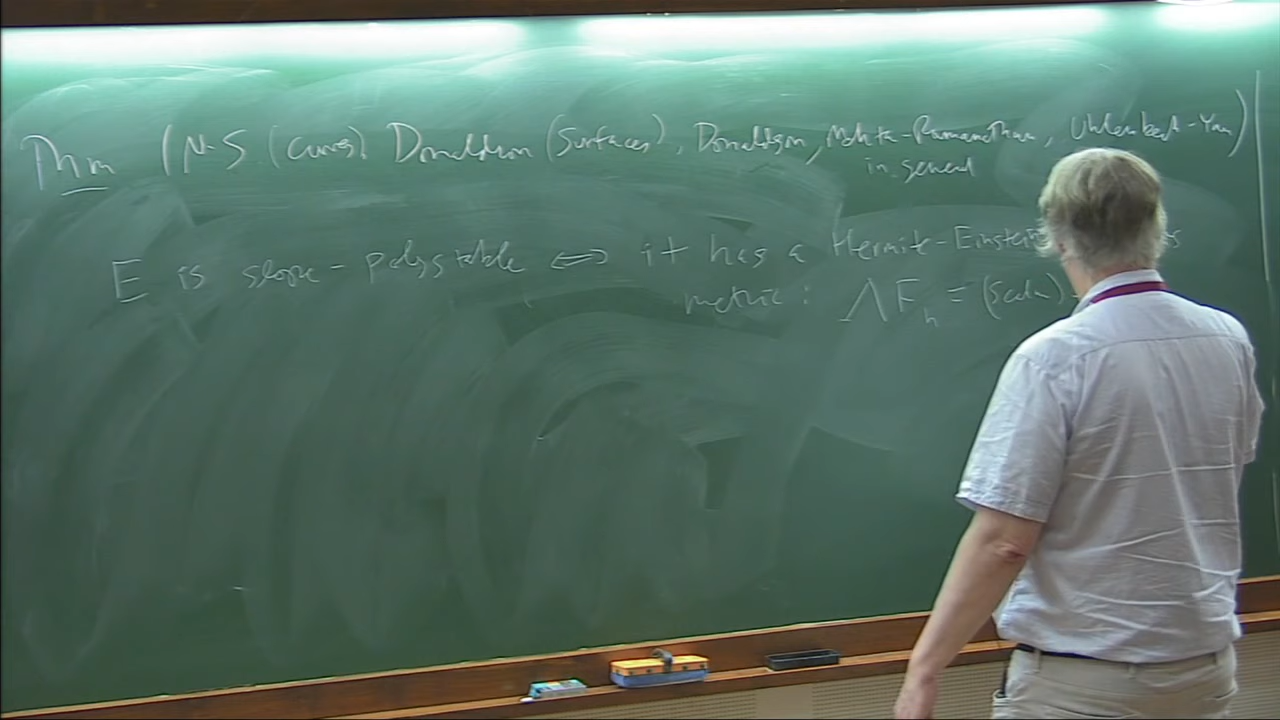 Thm (N-S (Curves), Donaldson (Surfaces), Donaldson, Mehta-Ramanathan, Uhlenbeck-Yau)
in general
E is slope-polystable ⟺ it has a Hermite-Einstein
metric: ΛF_h = (Scalar)